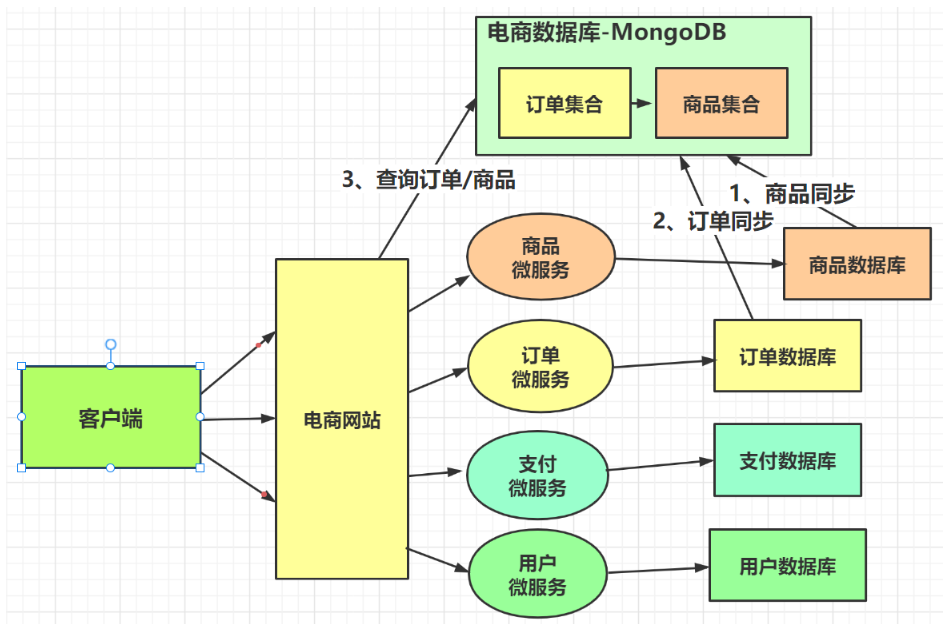 电商数据库-MongoDB
订单集合
商品集合
3、查询订单/商品
1、商品同步
2、订单同步
商品
微服务
商品数据库
订单
微服务
订单数据库
客户端
电商网站
支付
微服务
支付数据库
用户
微服务
用户数据库